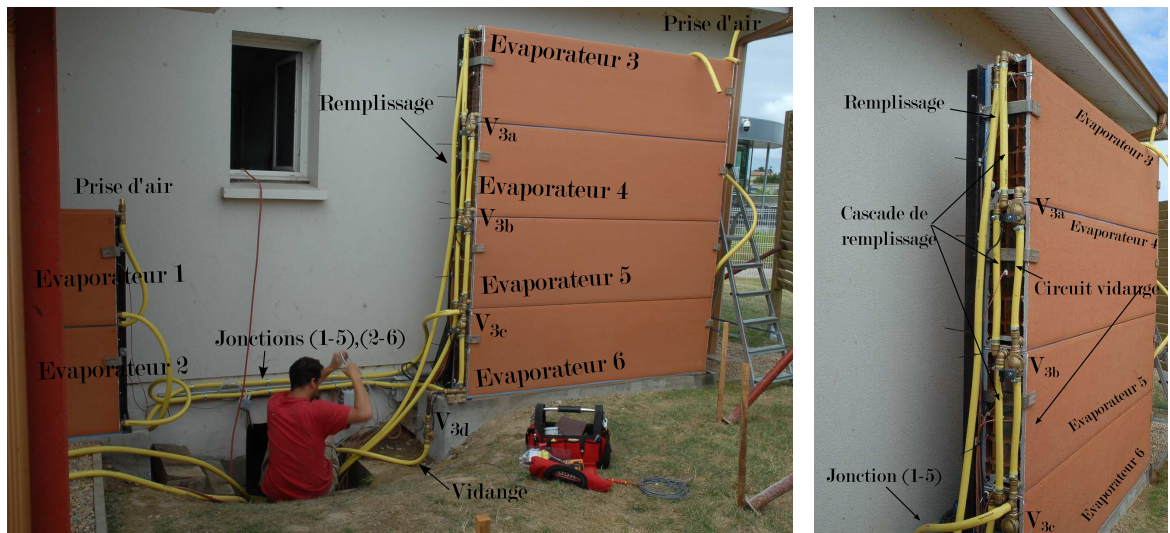 Prise d'air
Evaporateur 3
Remplissage
V3a
Evaporateur 4
Prise d'air
V3b
Evaporateur 1
Evaporateur 5
V3c
Jonctions (1-5),(2-6)
Evaporateur 2
Evaporateur 6
V3d
Vidange
Remplissage
Evaporateur 3
Cascade de
remplissage
V3a
Evaporateur 4
Circuit vidange
V3b
Evaporateur 5
Jonction (1-5)
Evaporateur 6
V3c